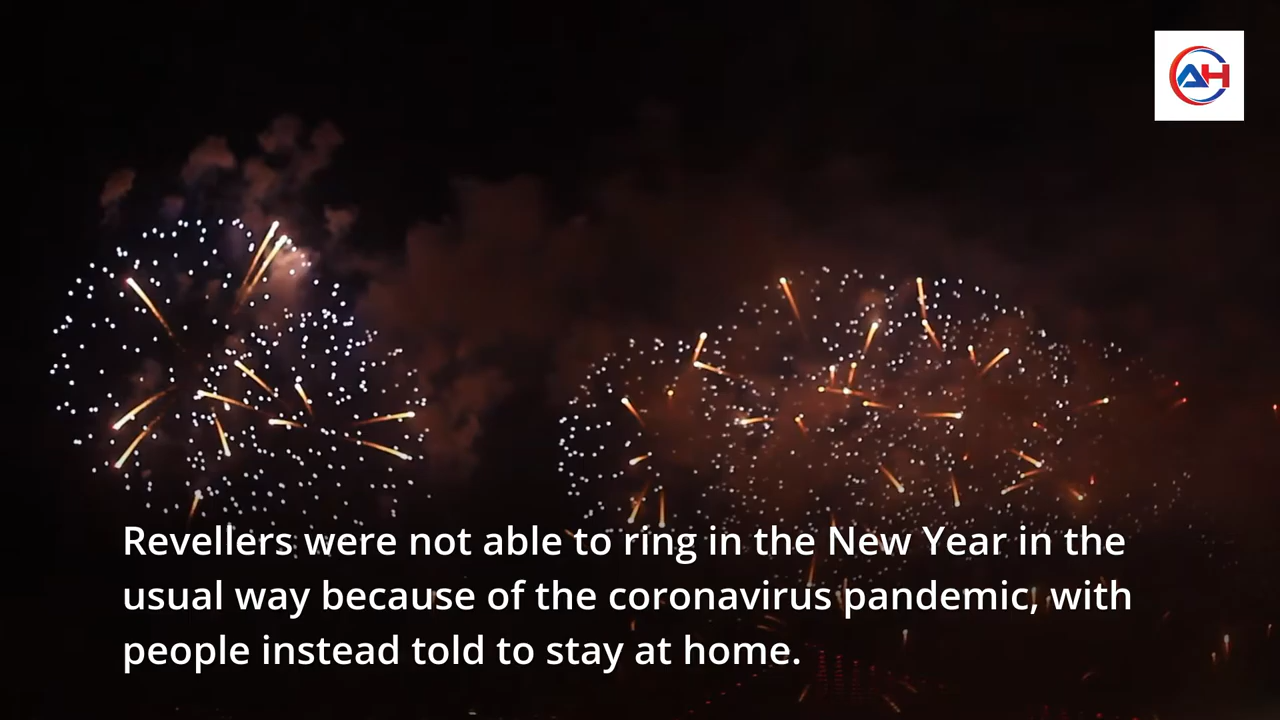 AH
Revellers were not able to ring in the New Year in the
usual way because of the coronavirus pandemic, with
people instead told to stay at home.